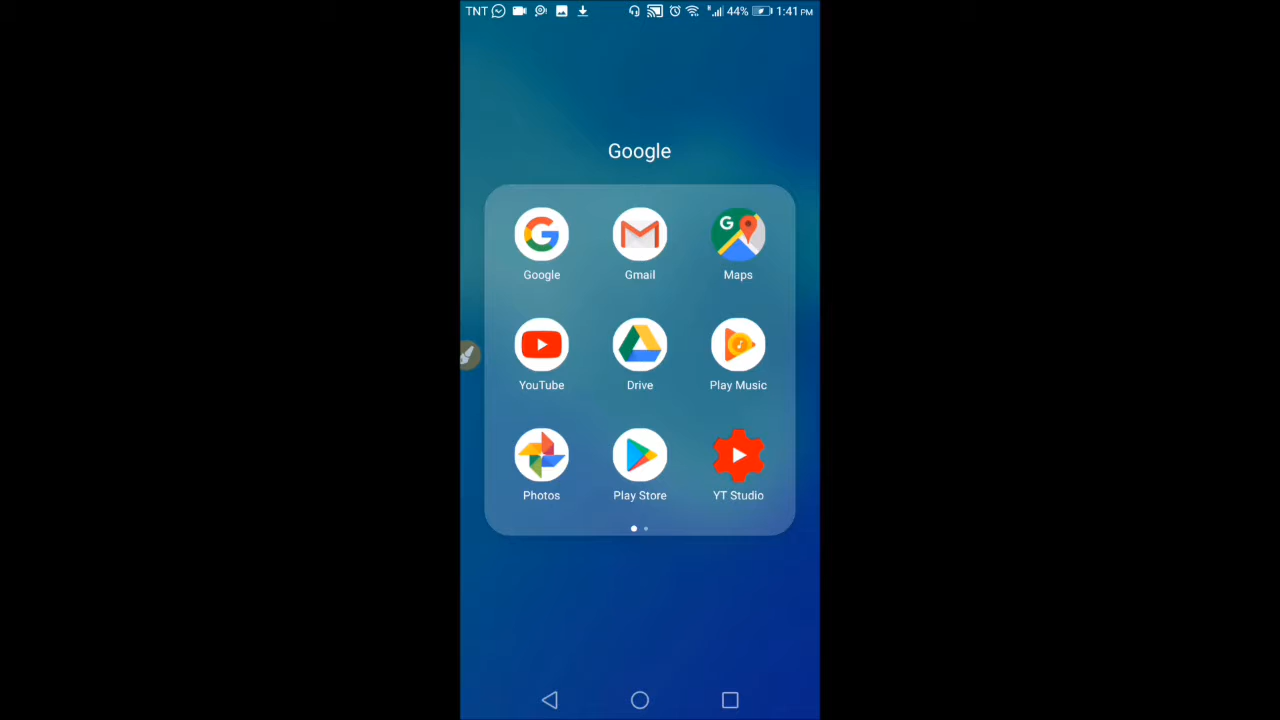 TNT 44% 1:41 PM
Google
Google Gmail Maps
YouTube Drive Play Music
Photos Play Store YT Studio